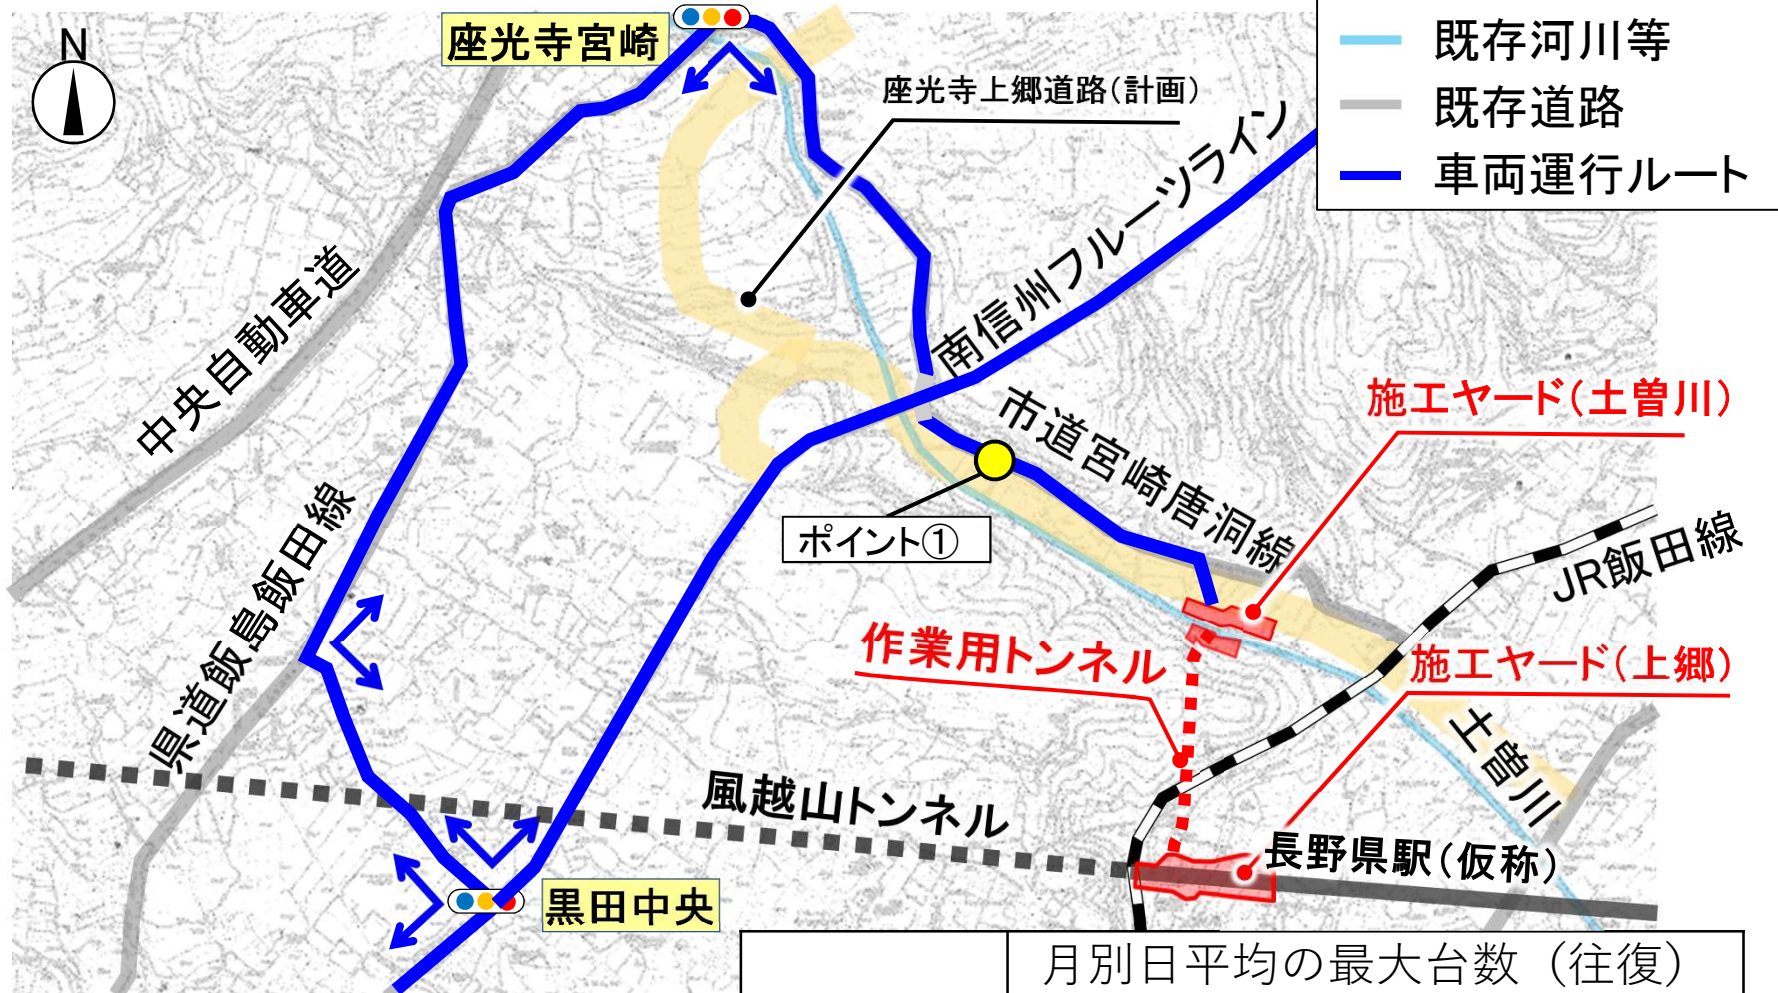 N
座光寺宮崎
座光寺上郷道路(計画)
既存河川等
既存道路
車両運行ルート
中央自動車道
南信州フルーツライン
市道宮崎唐洞線
施工ヤード(土曽川)
ポイント①
県道飯島飯田線
JR飯田線
作業用トンネル
施工ヤード(上郷)
土曽川
風越山トンネル
長野県駅(仮称)
黒田中央
月別日平均の最大台数（往復）